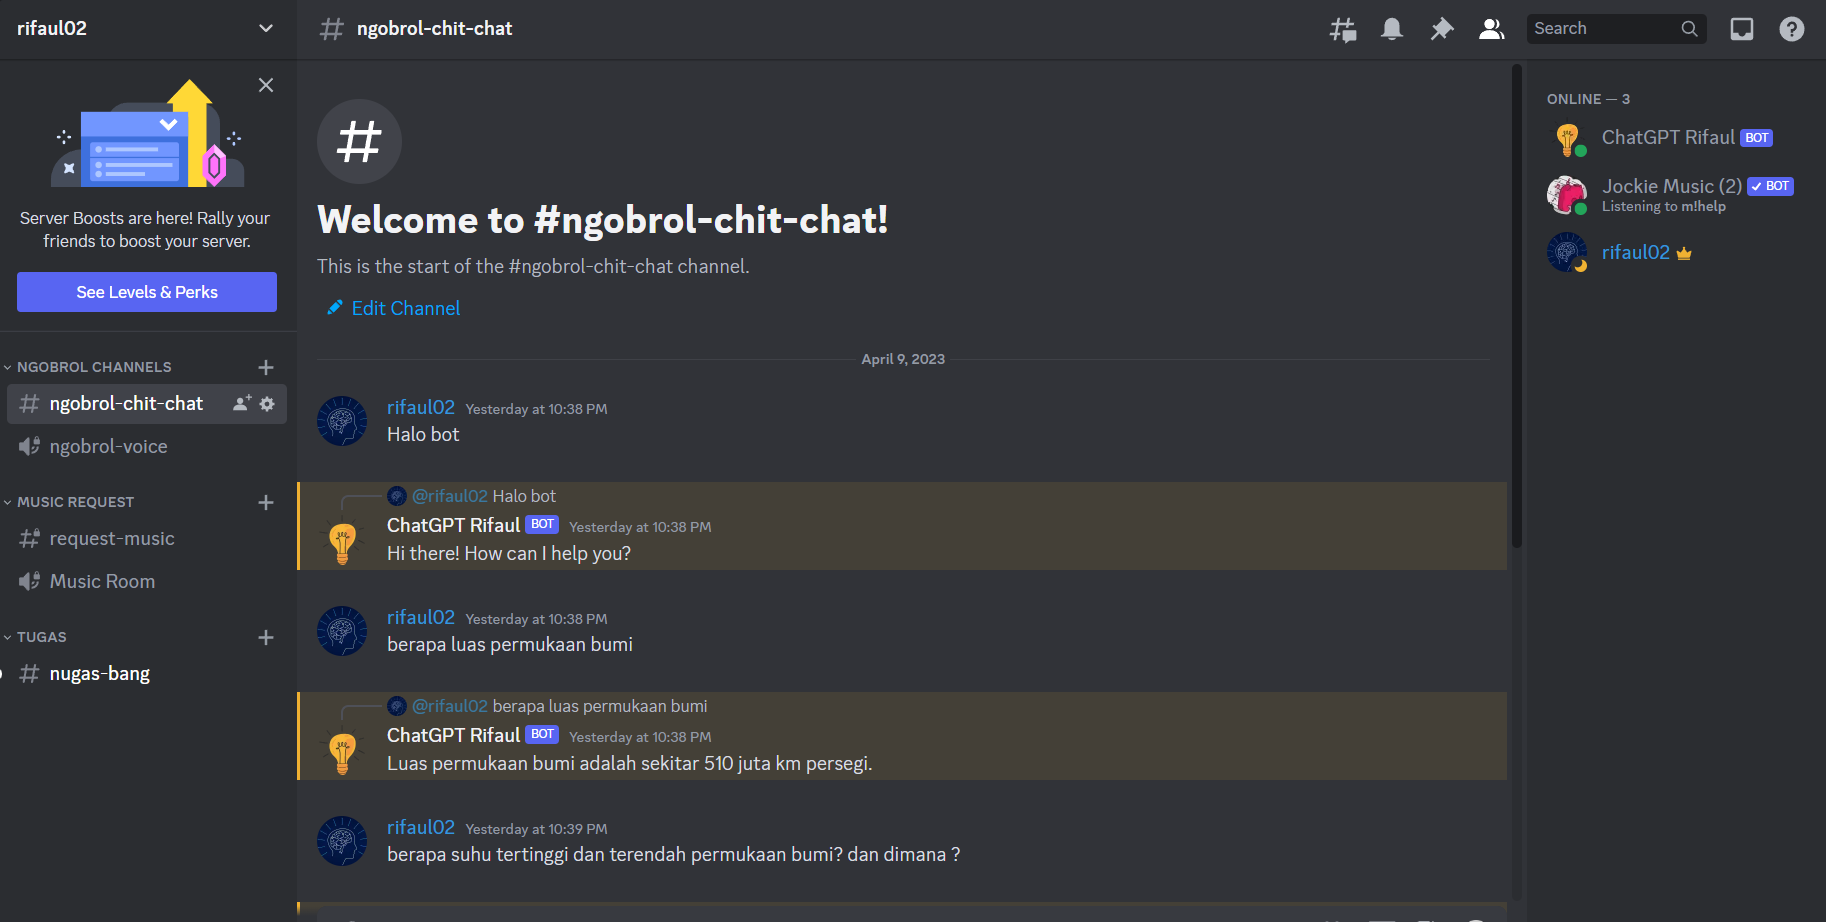 rifaul02
Server Boosts are here! Rally your
friends to boost your server.
See Levels & Perks
NGOBROL CHANNELS
ngobrol-chit-chat
ngobrol-voice
MUSIC REQUEST
request-music
Music Room
TUGAS
nugas-bang
ngobrol-chit-chat
Search
Welcome to #ngobrol-chit-chat!
This is the start of the #ngobrol-chit-chat channel.
Edit Channel
April 9, 2023
rifaul02 Yesterday at 10:38 PM
Halo bot
@rifaul02 Halo bot
ChatGPT Rifaul BOT Yesterday at 10:38 PM
Hi there! How can I help you?
rifaul02 Yesterday at 10:38 PM
berapa luas permukaan bumi
@rifaul02 berapa luas permukaan bumi
ChatGPT Rifaul BOT Yesterday at 10:38 PM
Luas permukaan bumi adalah sekitar 510 juta km persegi.
rifaul02 Yesterday at 10:39 PM
berapa suhu tertinggi dan terendah permukaan bumi? dan dimana ?
ONLINE — 3
ChatGPT Rifaul BOT
Jockie Music (2) BOT
Listening to m!help
rifaul02